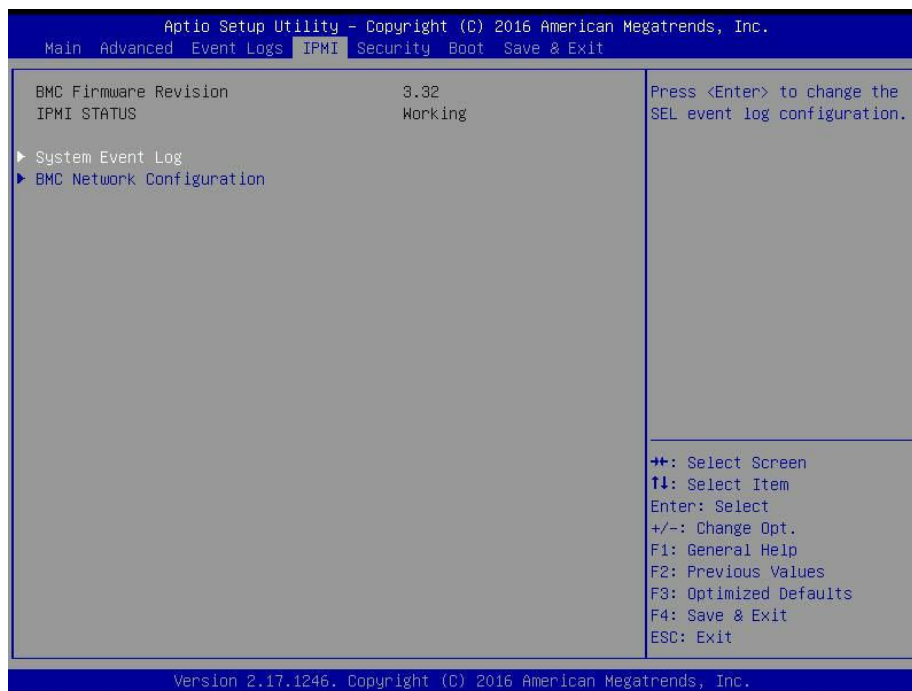 Aptio Setup Utility – Copyright (C) 2016 American Megatrends, Inc.
Main Advanced Event Logs IPMI Security Boot Save & Exit
BMC Firmware Revision 3.32
IPMI STATUS Working
System Event Log
BMC Network Configuration
Press <Enter> to change the
SEL event log configuration.
→←: Select Screen
↑↓: Select Item
Enter: Select
+/-: Change Opt.
F1: General Help
F2: Previous Values
F3: Optimized Defaults
F4: Save & Exit
ESC: Exit
Version 2.17.1246. Copyright (C) 2016 American Megatrends, Inc.